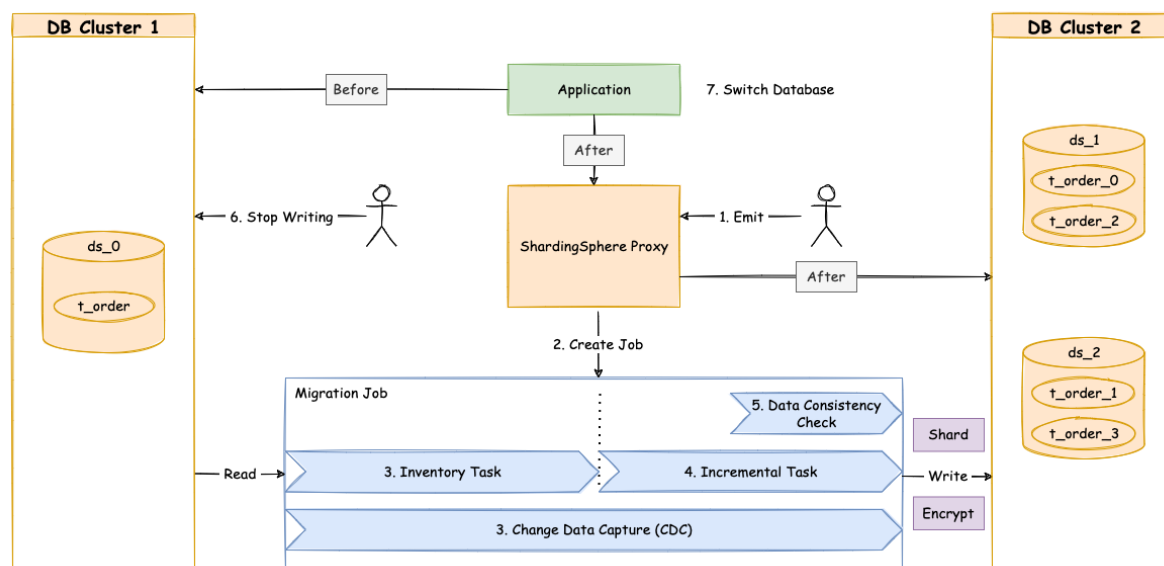 DB Cluster 1
DB Cluster 2
Before
Application
7. Switch Database
After
ds_1
t_order_0
t_order_2
6. Stop Writing
1. Emit
ShardingSphere Proxy
After
ds_0
t_order
2. Create Job
ds_2
t_order_1
t_order_3
Migration Job
5. Data Consistency
Check
Shard
Read
3. Inventory Task
4. Incremental Task
Write
Encrypt
3. Change Data Capture (CDC)